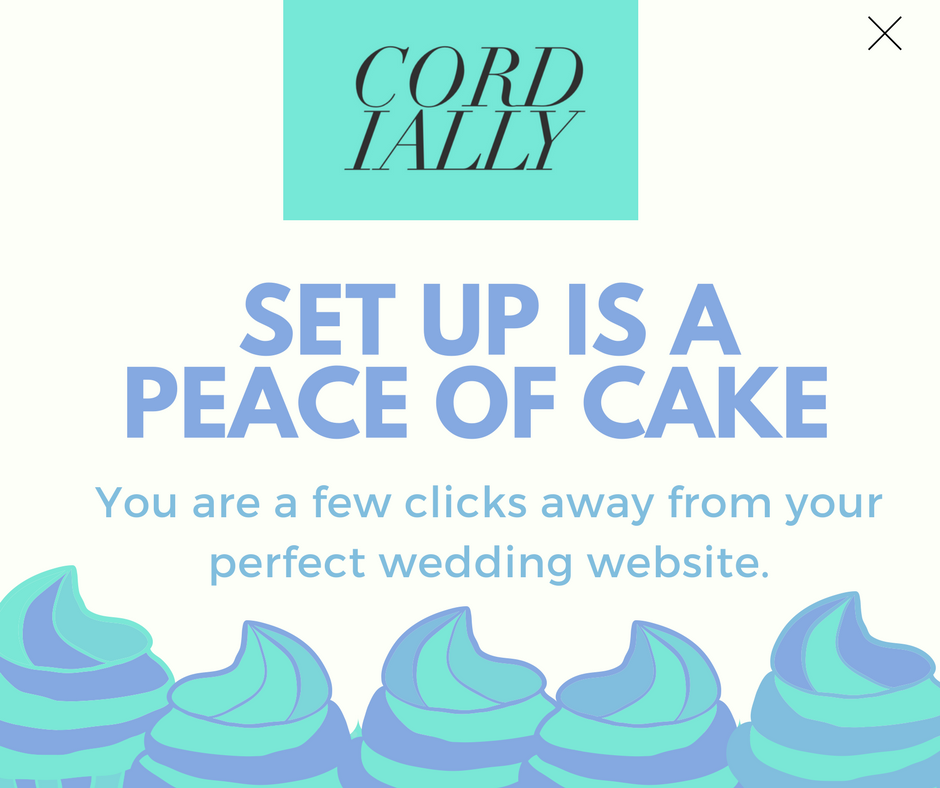 CORD
IALLY
SET UP IS A
PEACE OF CAKE
You are a few clicks away from your
perfect wedding website.